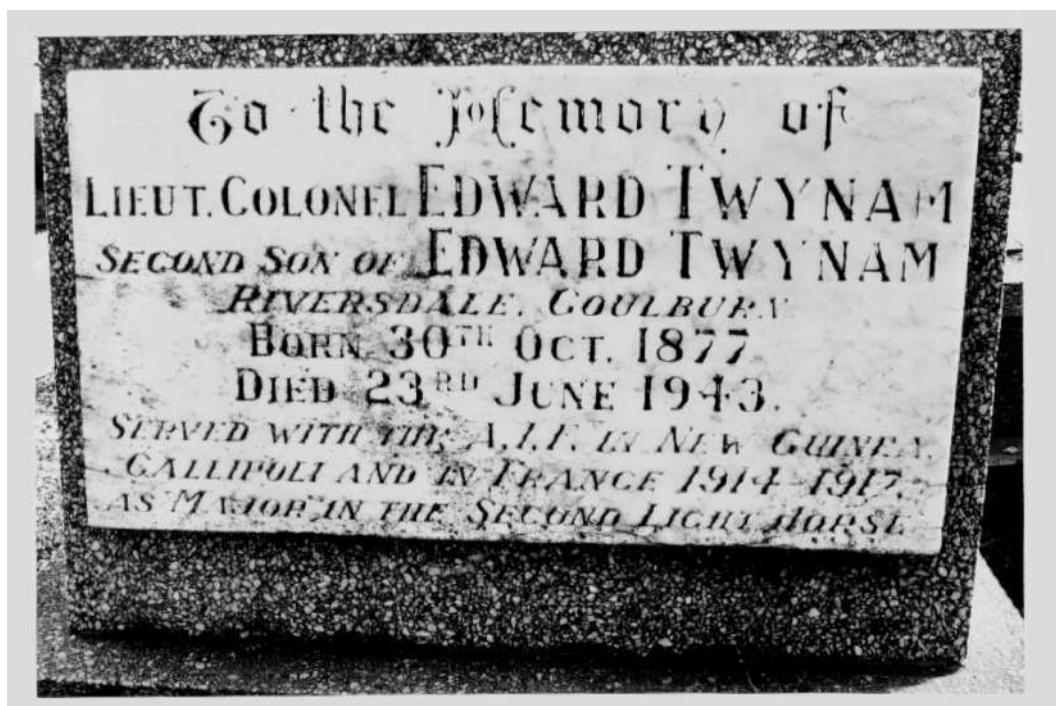 To the Memory of
LIEUT. COLONEL EDWARD TWYNAM
SECOND SON OF EDWARD TWYNAM
RIVERSDALE, GOULBURN
BORN 30TH OCT. 1877
DIED 23RD JUNE 1943.
SERVED WITH THE A.I.F. IN NEW GUINEA,
GALLIPOLI AND IN FRANCE 1914-1917.
AS MAJOR IN THE SECOND LIGHT HORSE